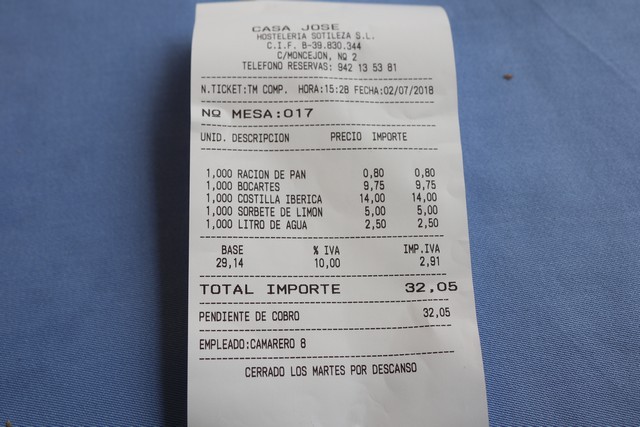 CASA JOSE
HOSTELERIA SOTILEZA S.L.
C.I.F. B-39.830.344
C/MONCEJON, Nº 2
TELEFONO RESERVAS: 942 13 53 81
N.TICKET:TM COMP. HORA:15:28 FECHA:02/07/2018
Nº MESA:017
UNID. DESCRIPCION PRECIO IMPORTE
1,000 RACION DE PAN 0,80 0,80
1,000 BOCARTES 9,75 9,75
1,000 COSTILLA IBERICA 14,00 14,00
1,000 SORBETE DE LIMON 5,00 5,00
1,000 LITRO DE AGUA 2,50 2,50
BASE % IVA IMP.IVA
29,14 10,00 2,91
TOTAL IMPORTE 32,05
PENDIENTE DE COBRO 32,05
EMPLEADO:CAMARERO 8
CERRADO LOS MARTES POR DESCANSO